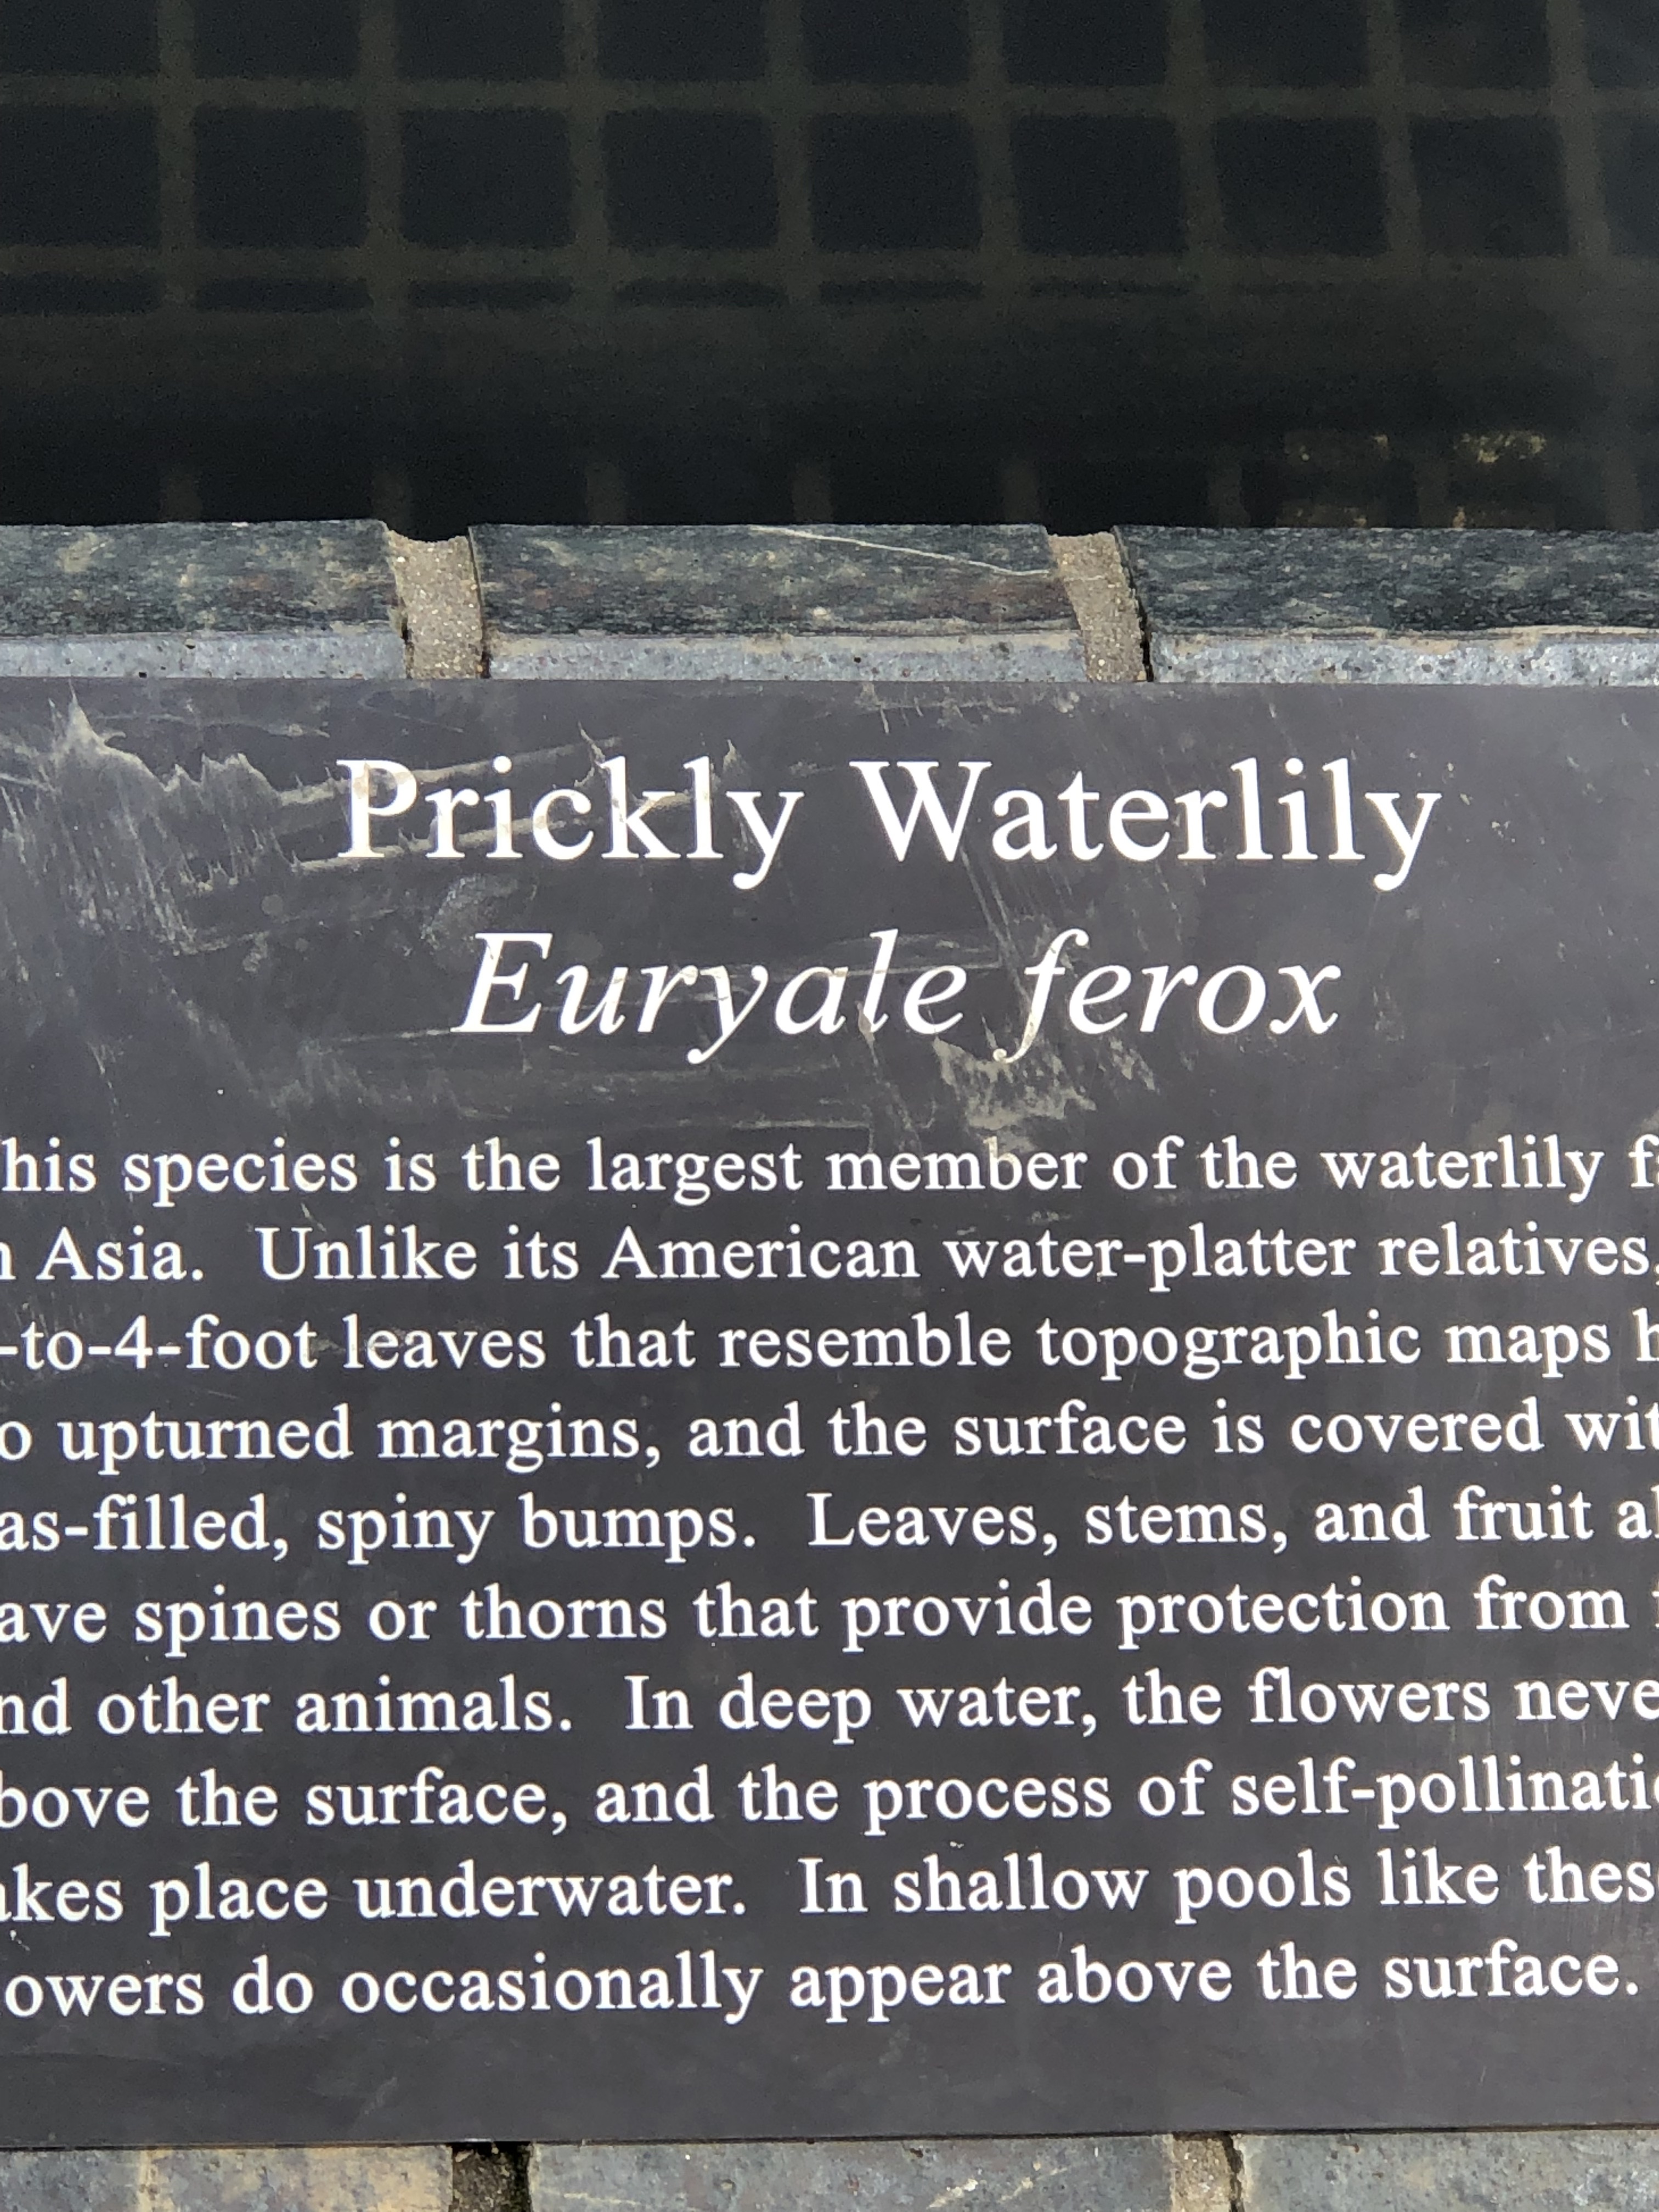 Prickly Waterlily
Euryale ferox
his species is the largest member of the waterlily fa
n Asia. Unlike its American water-platter relatives,
-to-4-foot leaves that resemble topographic maps h
o upturned margins, and the surface is covered wit
as-filled, spiny bumps. Leaves, stems, and fruit al
ave spines or thorns that provide protection from
nd other animals. In deep water, the flowers neve
bove the surface, and the process of self-pollinatio
akes place underwater. In shallow pools like thes
owers do occasionally appear above the surface.